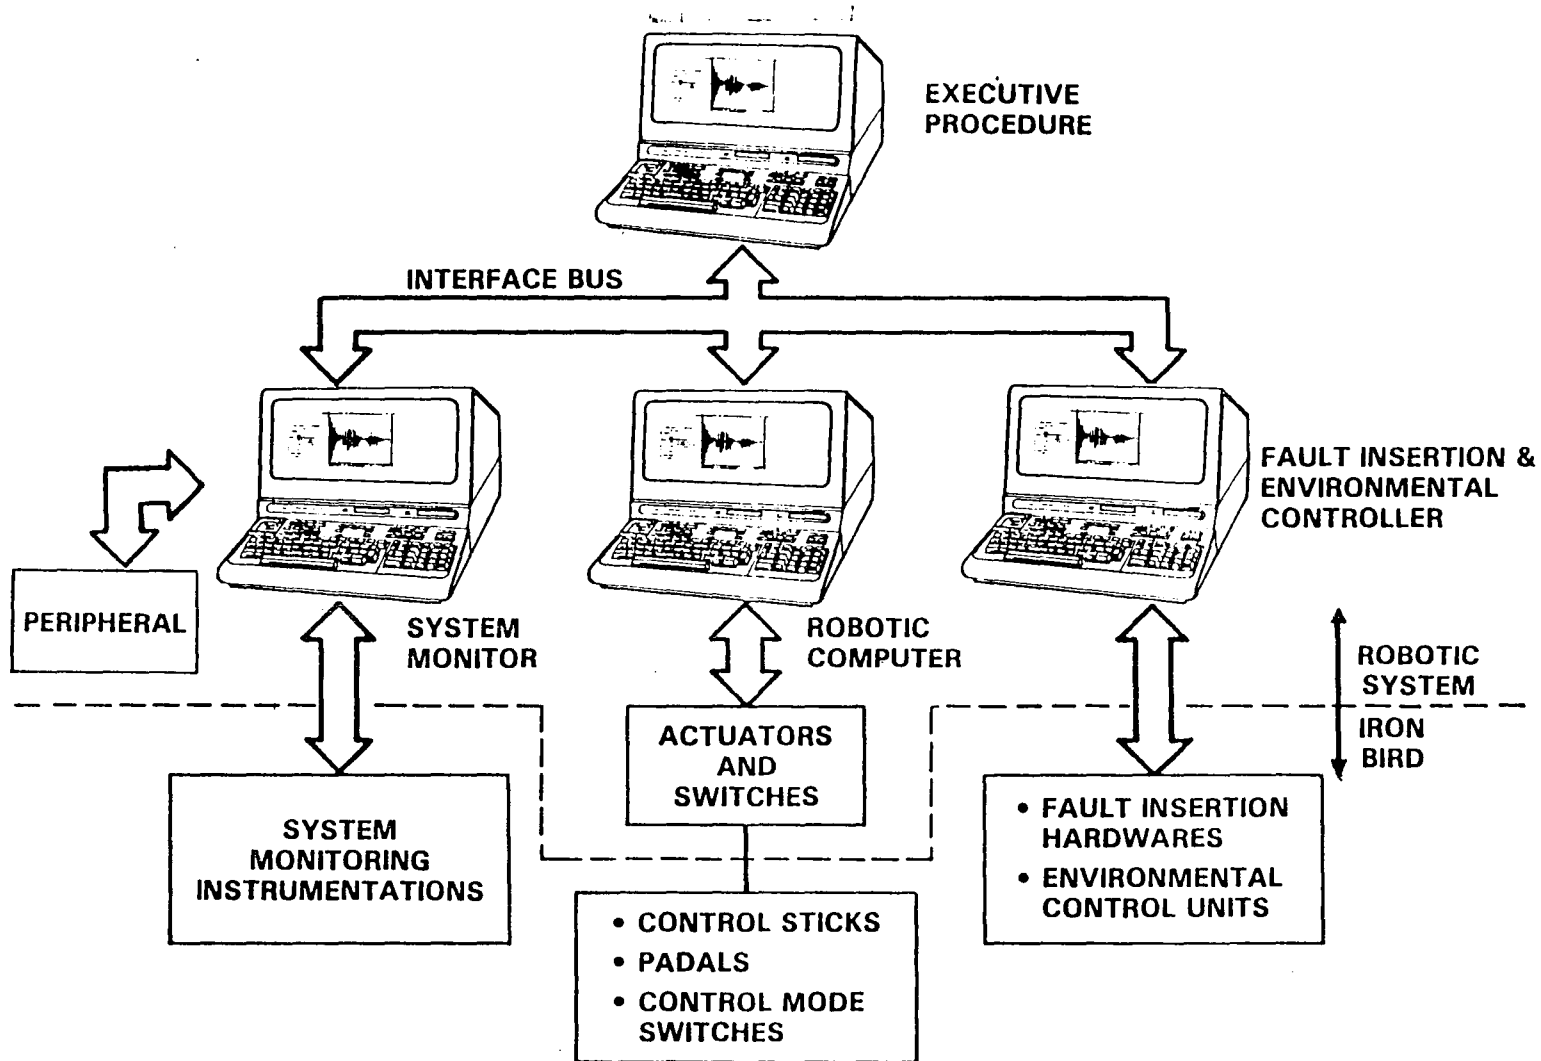 EXECUTIVE
PROCEDURE
INTERFACE BUS
FAULT INSERTION &
ENVIRONMENTAL
CONTROLLER
PERIPHERAL
SYSTEM
MONITOR
ROBOTIC
COMPUTER
ROBOTIC
SYSTEM
IRON
BIRD
ACTUATORS
AND
SWITCHES
SYSTEM
MONITORING
INSTRUMENTATIONS
• FAULT INSERTION
HARDWARES
• ENVIRONMENTAL
CONTROL UNITS
• CONTROL STICKS
• PADALS
• CONTROL MODE
SWITCHES